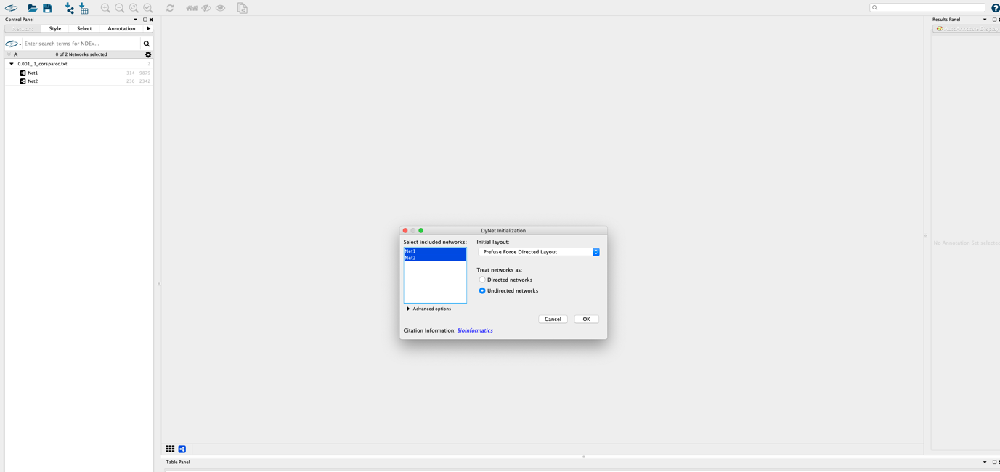 Control Panel
Network
Style
Select
Annotation
Enter search terms for NDEx...
0 of 2 Networks selected
0.001_ 1_corsparcc.txt 2
Net1 314 9879
Net2 236 2342
DyNet Initialization
Select included networks:
Net1
Net2
Advanced options
Initial layout:
Prefuse Force Directed Layout
Treat networks as:
Directed networks
Undirected networks
Cancel
OK
Citation Information: Bioinformatics
Results Panel
AutoAnnotate Display
No Annotation Set selected
Table Panel